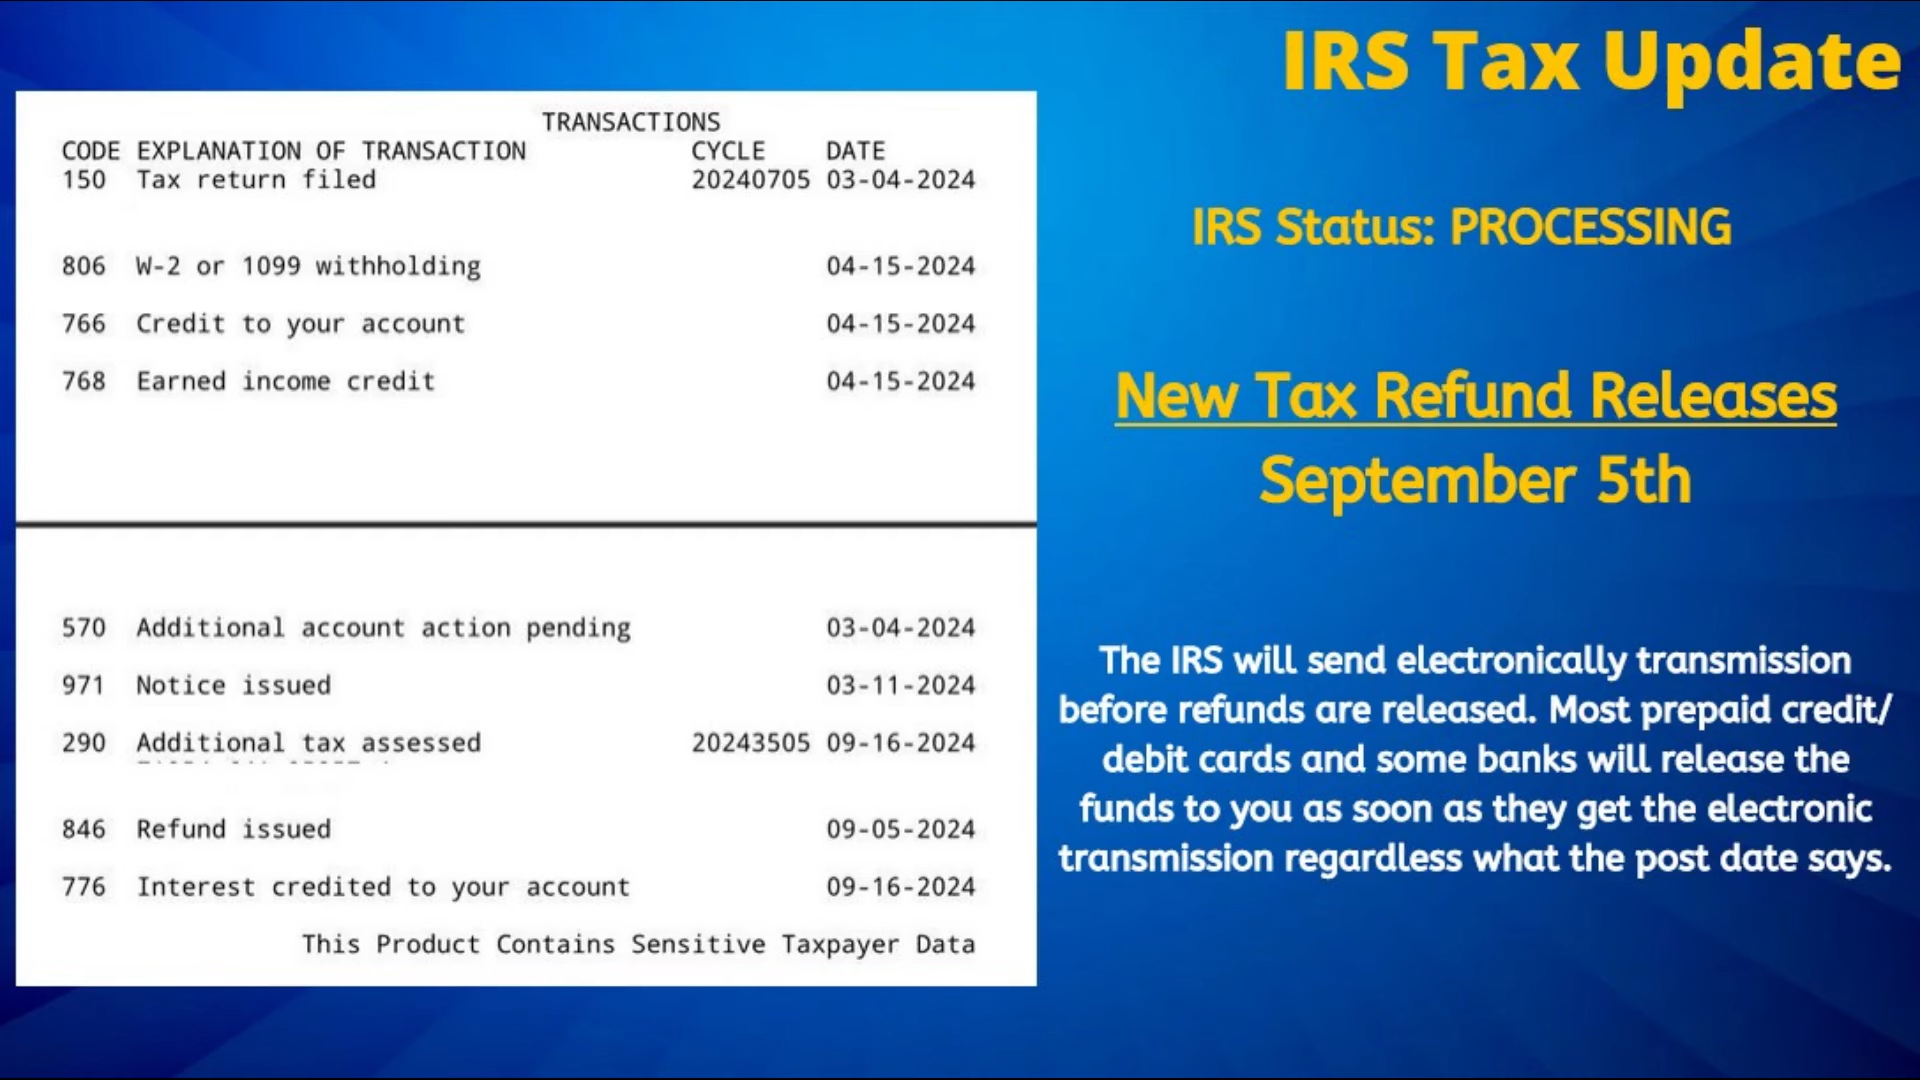 IRS Tax Update
TRANSACTIONS
CODE EXPLANATION OF TRANSACTION CYCLE DATE
150 Tax return filed 20240705 03-04-2024
806 W-2 or 1099 withholding 04-15-2024
766 Credit to your account 04-15-2024
768 Earned income credit 04-15-2024
570 Additional account action pending 03-04-2024
971 Notice issued 03-11-2024
290 Additional tax assessed 20243505 09-16-2024
846 Refund issued 09-05-2024
776 Interest credited to your account 09-16-2024
This Product Contains Sensitive Taxpayer Data
IRS Status: PROCESSING
New Tax Refund Releases
September 5th
The IRS will send electronically transmission
before refunds are released. Most prepaid credit/
debit cards and some banks will release the
funds to you as soon as they get the electronic
transmission regardless what the post date says.